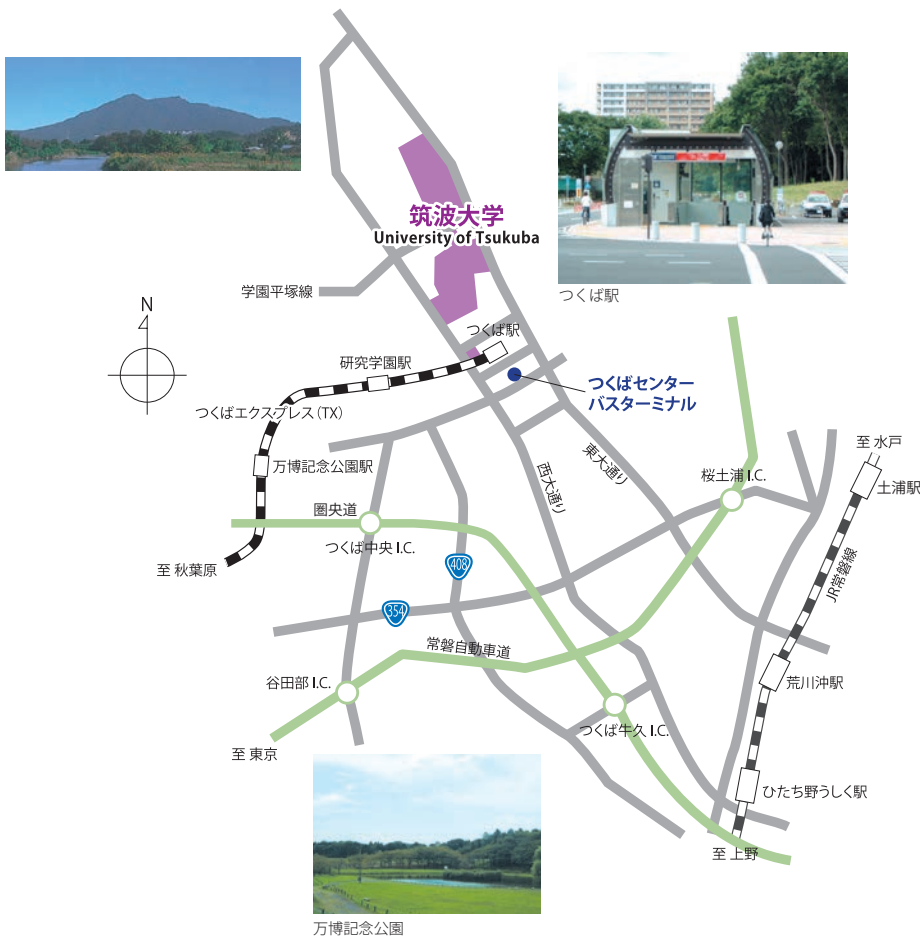 筑波大学
University of Tsukuba
学園平塚線
つくば駅
N
つくば駅
研究学園駅
つくばセンター
バスターミナル
つくばエクスプレス(TX)
万博記念公園駅
西大通り
東大通り
桜土浦 I.C.
至 水戸
土浦駅
圏央道
つくば中央 I.C.
至 秋葉原
408
354
JR常磐線
常磐自動車道
谷田部 I.C.
荒川沖駅
つくば牛久 I.C.
至 東京
ひたち野うしく駅
至 上野
万博記念公園